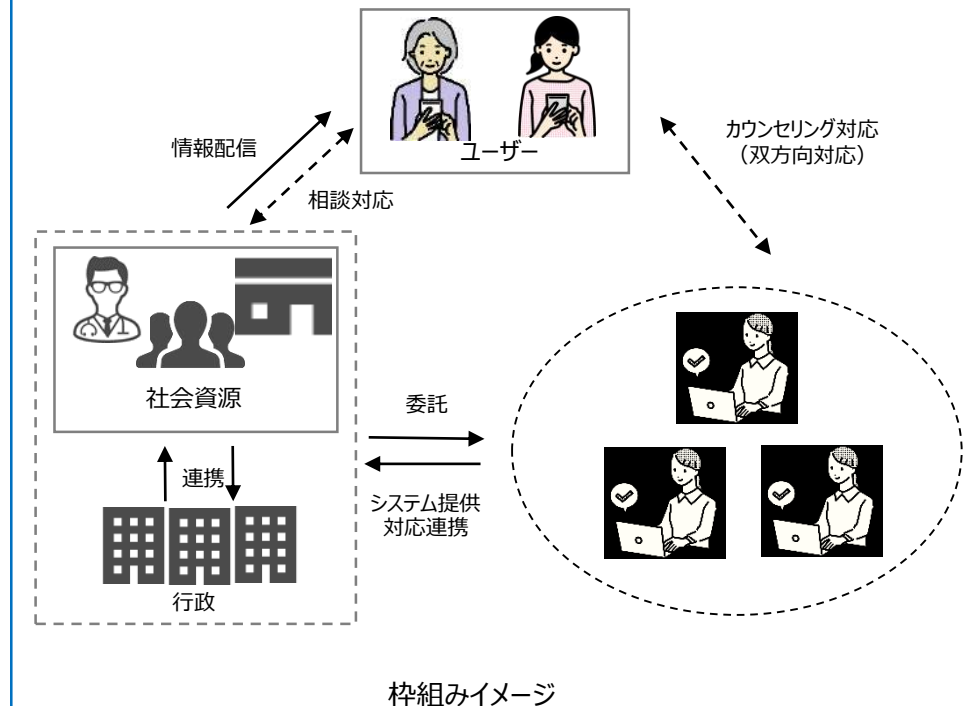 ユーザー
情報配信
相談対応
カウンセリング対応
（双方向対応）
社会資源
連携
行政
委託
システム提供
対応連携
枠組みイメージ